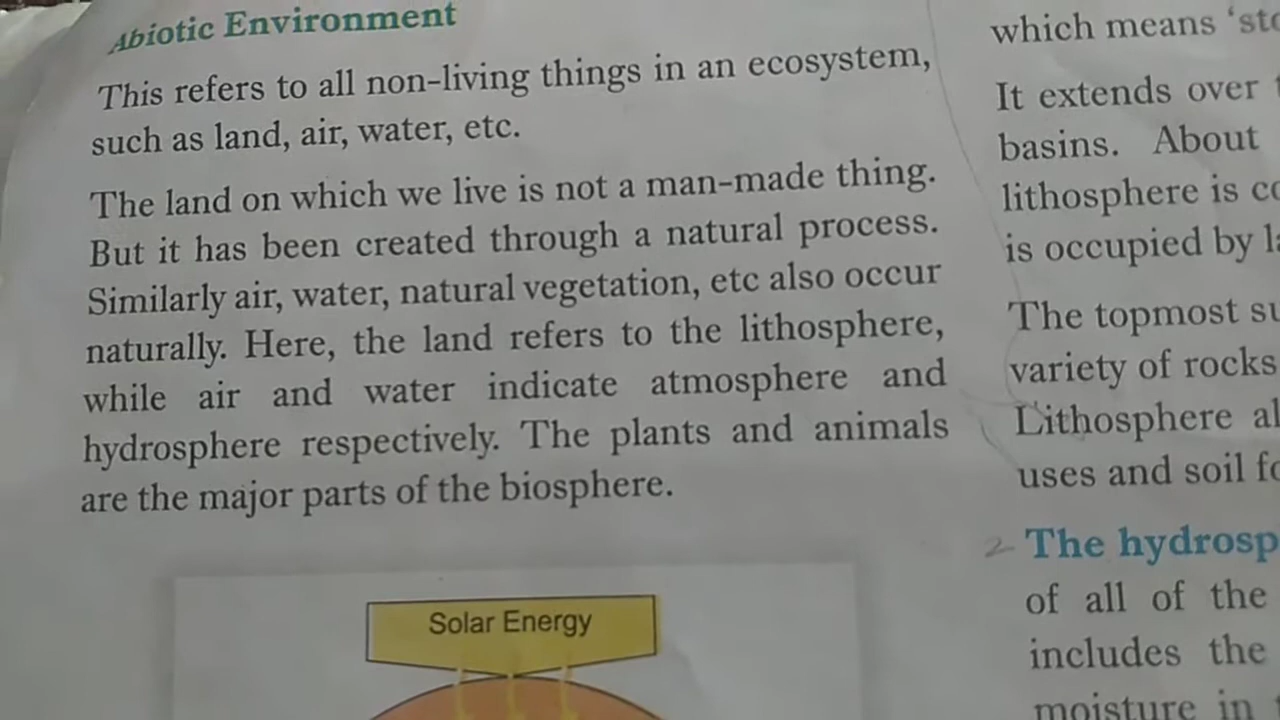 Abiotic Environment
This refers to all non-living things in an ecosystem,
such as land, air, water, etc.
The land on which we live is not a man-made thing.
But it has been created through a natural process.
Similarly air, water, natural vegetation, etc also occur
naturally. Here, the land refers to the lithosphere,
while air and water indicate atmosphere and
hydrosphere respectively. The plants and animals
are the major parts of the biosphere.
Solar Energy
which means
It extends over
basins. About
lithosphere is
is occupied by
The topmost
variety of rocks
Lithosphere
uses and soil
2 The
of all of the
includes the
moisture in